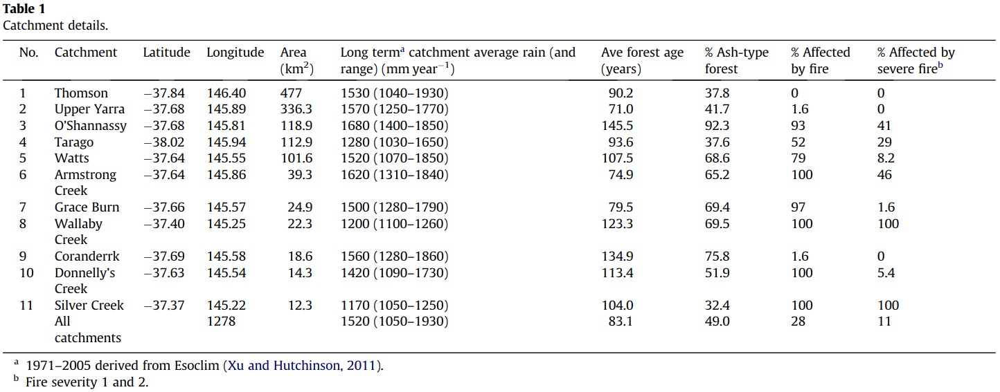 Table 1
Catchment details.
No. Catchment Latitude Longitude Area (km2) Long terma catchment average rain (and range) (mm year−1) Ave forest age (years) % Ash-type forest % Affected by fire % Affected by severe fireb
1 Thomson −37.84 146.40 477 1530 (1040–1930) 90.2 37.8 0 0
2 Upper Yarra −37.68 145.89 336.3 1570 (1250–1770) 71.0 41.7 1.6 0
3 O’Shannassy −37.68 145.81 118.9 1680 (1400–1850) 145.5 92.3 93 41
4 Tarago −38.02 145.94 112.9 1280 (1030–1650) 93.6 37.6 52 29
5 Watts −37.64 145.55 101.6 1520 (1070–1850) 107.5 68.6 79 8.2
6 Armstrong Creek −37.64 145.86 39.3 1620 (1310–1840) 74.9 65.2 100 46
7 Grace Burn −37.66 145.57 24.9 1500 (1280–1790) 79.5 69.4 97 1.6
8 Wallaby Creek −37.40 145.25 22.3 1200 (1100–1260) 123.3 69.5 100 100
9 Coranderrk −37.69 145.58 18.6 1560 (1280–1860) 134.9 75.8 1.6 0
10 Donnelly’s Creek −37.63 145.54 14.3 1420 (1090–1730) 113.4 51.9 100 5.4
11 Silver Creek −37.37 145.22 12.3 1170 (1050–1250) 104.0 32.4 100 100
All catchments 1278 1520 (1050–1930) 83.1 49.0 28 11
a 1971–2005 derived from Esoclim (Xu and Hutchinson, 2011).
b Fire severity 1 and 2.